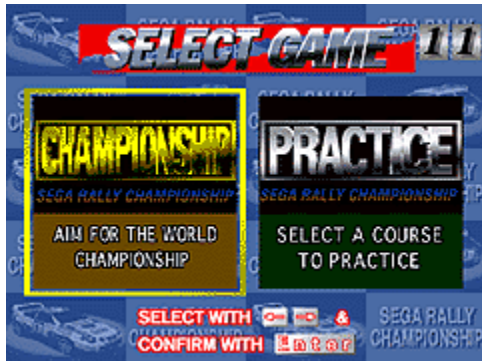 SELECT GAME 11
CHAMPIONSHIP
SEGA RALLY CHAMPIONSHIP
AIM FOR THE WORLD
CHAMPIONSHIP
PRACTICE
SEGA RALLY CHAMPIONSHIP
SELECT A COURSE
TO PRACTICE
SELECT WITH ⇦ ⇨ &
CONFIRM WITH Enter
SEGA RALLY
CHAMPIONSHIP